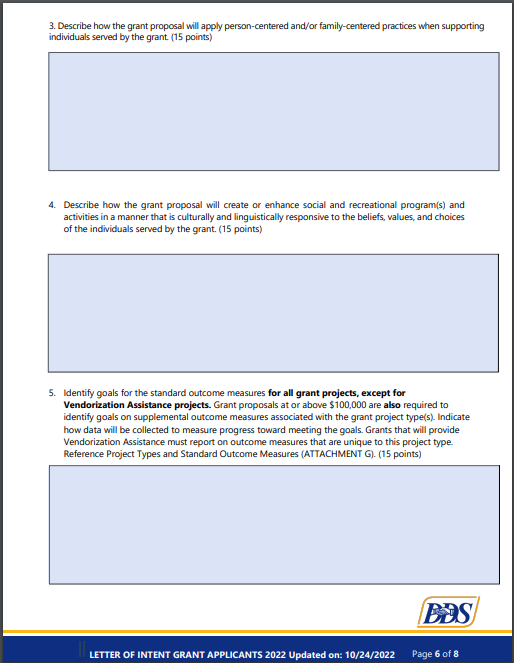 3. Describe how the grant proposal will apply person-centered and/or family-centered practices when supporting
individuals served by the grant. (15 points)
4. Describe how the grant proposal will create or enhance social and recreational program(s) and
activities in a manner that is culturally and linguistically responsive to the beliefs, values, and choices
of the individuals served by the grant. (15 points)
5. Identify goals for the standard outcome measures for all grant projects, except for
Vendorization Assistance projects. Grant proposals at or above $100,000 are also required to
identify goals on supplemental outcome measures associated with the grant project type(s). Indicate
how data will be collected to measure progress toward meeting the goals. Grants that will provide
Vendorization Assistance must report on outcome measures that are unique to this project type.
Reference Project Types and Standard Outcome Measures (ATTACHMENT G). (15 points)
DDS
LETTER OF INTENT GRANT APPLICANTS 2022 Updated on: 10/24/2022 Page 6 of 8